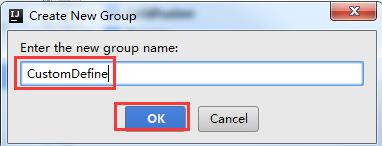 Create New Group
Enter the new group name:
CustomDefine
OK
Cancel